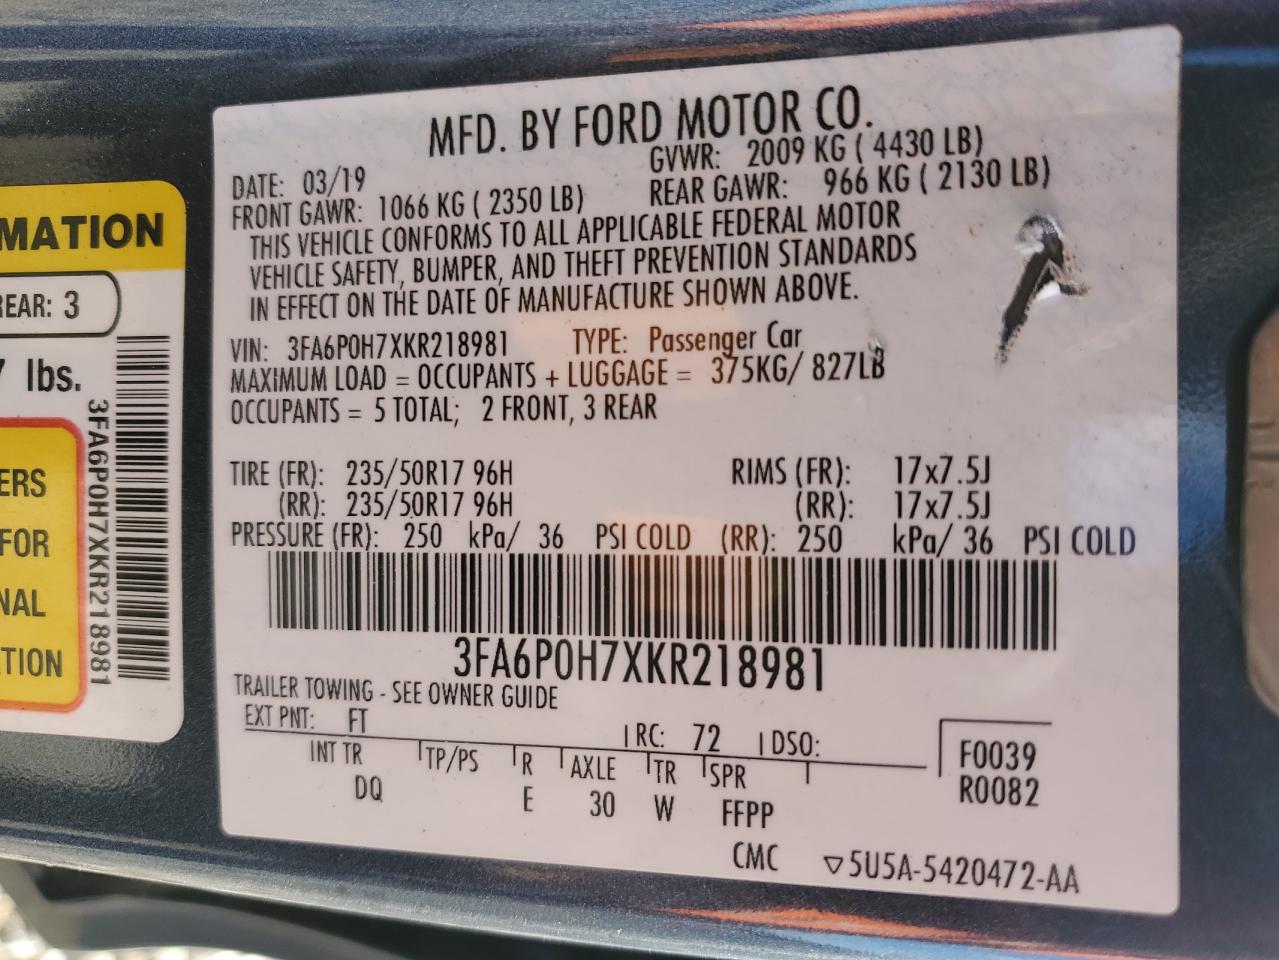 MFD. BY FORD MOTOR CO.
DATE: 03/19 GVWR: 2009 KG ( 4430 LB)
FRONT GAWR: 1066 KG ( 2350 LB) REAR GAWR: 966 KG ( 2130 LB)
THIS VEHICLE CONFORMS TO ALL APPLICABLE FEDERAL MOTOR
VEHICLE SAFETY, BUMPER, AND THEFT PREVENTION STANDARDS
IN EFFECT ON THE DATE OF MANUFACTURE SHOWN ABOVE.
VIN: 3FA6P0H7XKR218981 TYPE: Passenger Car
MAXIMUM LOAD = OCCUPANTS + LUGGAGE = 375KG/ 827LB
OCCUPANTS = 5 TOTAL; 2 FRONT, 3 REAR
TIRE (FR): 235/50R17 96H RIMS (FR): 17x7.5J
(RR): 235/50R17 96H (RR): 17x7.5J
PRESSURE (FR): 250 kPa/ 36 PSI COLD (RR): 250 kPa/ 36 PSI COLD
3FA6P0H7XKR218981
TRAILER TOWING - SEE OWNER GUIDE
EXT PNT: FT RC: 72 DSO:
F0039
R0082
INT TR TP/PS R AXLE TR SPR
DQ E 30 W FFPP
CMC ▽5U5A-5420472-AA
MATION
REAR: 3
7 lbs.
ERS
FOR
NAL
TION
3FA6P0H7XKR218981